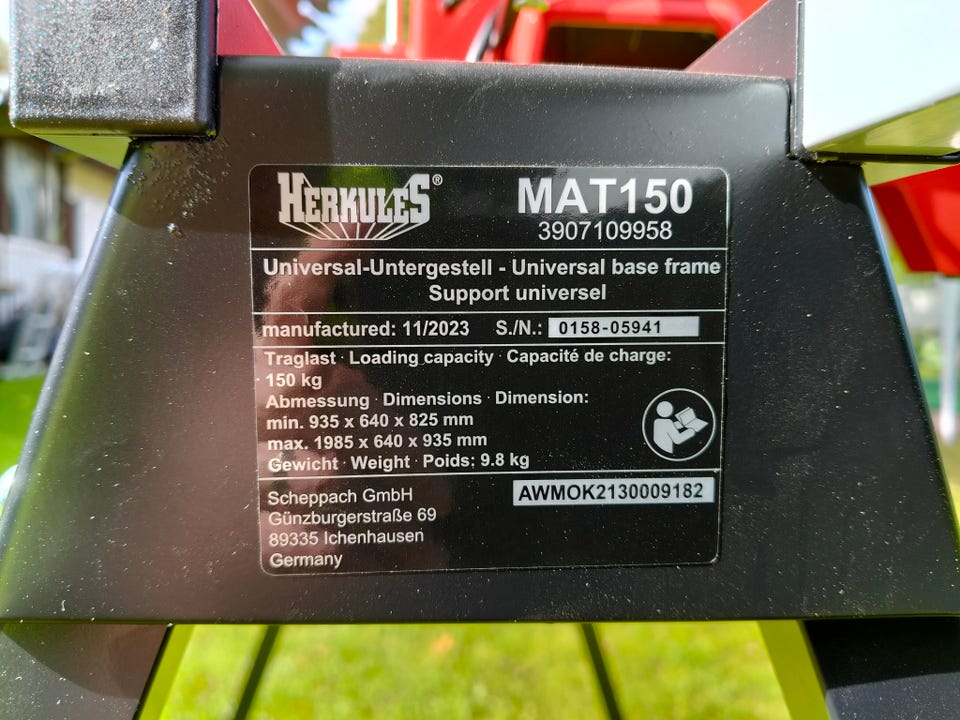 HERKULES® MAT150
3907109958
Universal-Untergestell - Universal base frame
Support universel
manufactured: 11/2023 S./N.: 0158-05941
Traglast · Loading capacity · Capacité de charge:
150 kg
Abmessung · Dimensions · Dimension:
min. 935 x 640 x 825 mm
max. 1985 x 640 x 935 mm
Gewicht · Weight · Poids: 9.8 kg
AWMOK2130009182
Scheppach GmbH
Günzburgerstraße 69
89335 Ichenhausen
Germany